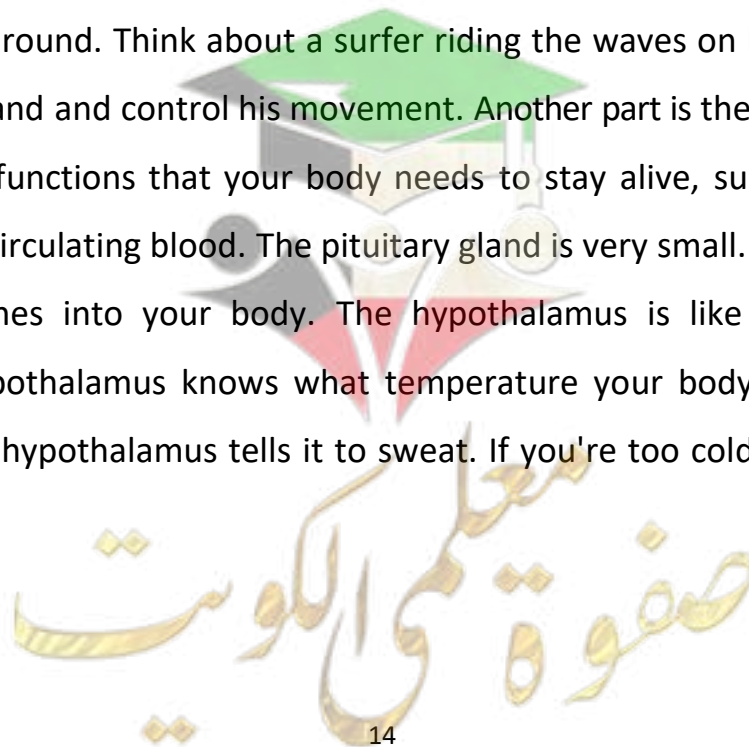 round. Think about a surfer riding the waves on
and and control his movement. Another part is the
functions that your body needs to stay alive, su
irculating blood. The pituitary gland is very small.
nes into your body. The hypothalamus is like
pothalamus knows what temperature your body
hypothalamus tells it to sweat. If you're too cold
صفوة معلمى الكويت
14